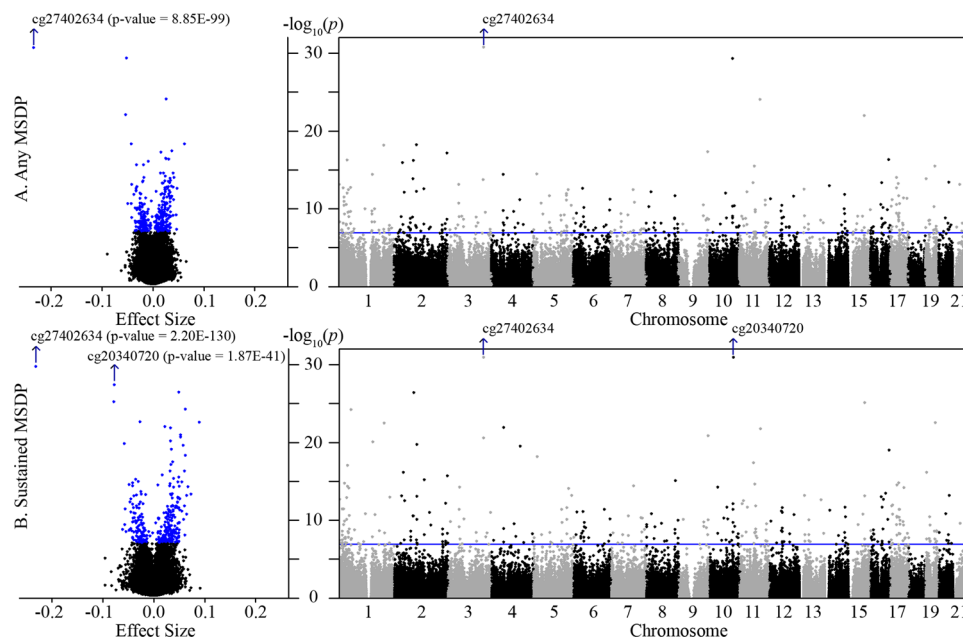 cg27402634 (p-value = 8.85E-99)
-log10(p)
cg27402634
A. Any MSDP
30
20
10
0
-0.2 -0.1 0.0 0.1 0.2
1 2 3 4 5 6 7 8 9 10 11 12 13 15 17 19 21
Effect Size
Chromosome
cg27402634 (p-value = 2.20E-130)
cg20340720 (p-value = 1.87E-41)
-log10(p)
cg27402634
cg20340720
B. Sustained MSDP
30
20
10
0
-0.2 -0.1 0.0 0.1 0.2
1 2 3 4 5 6 7 8 9 10 11 12 13 15 17 19 21
Effect Size
Chromosome